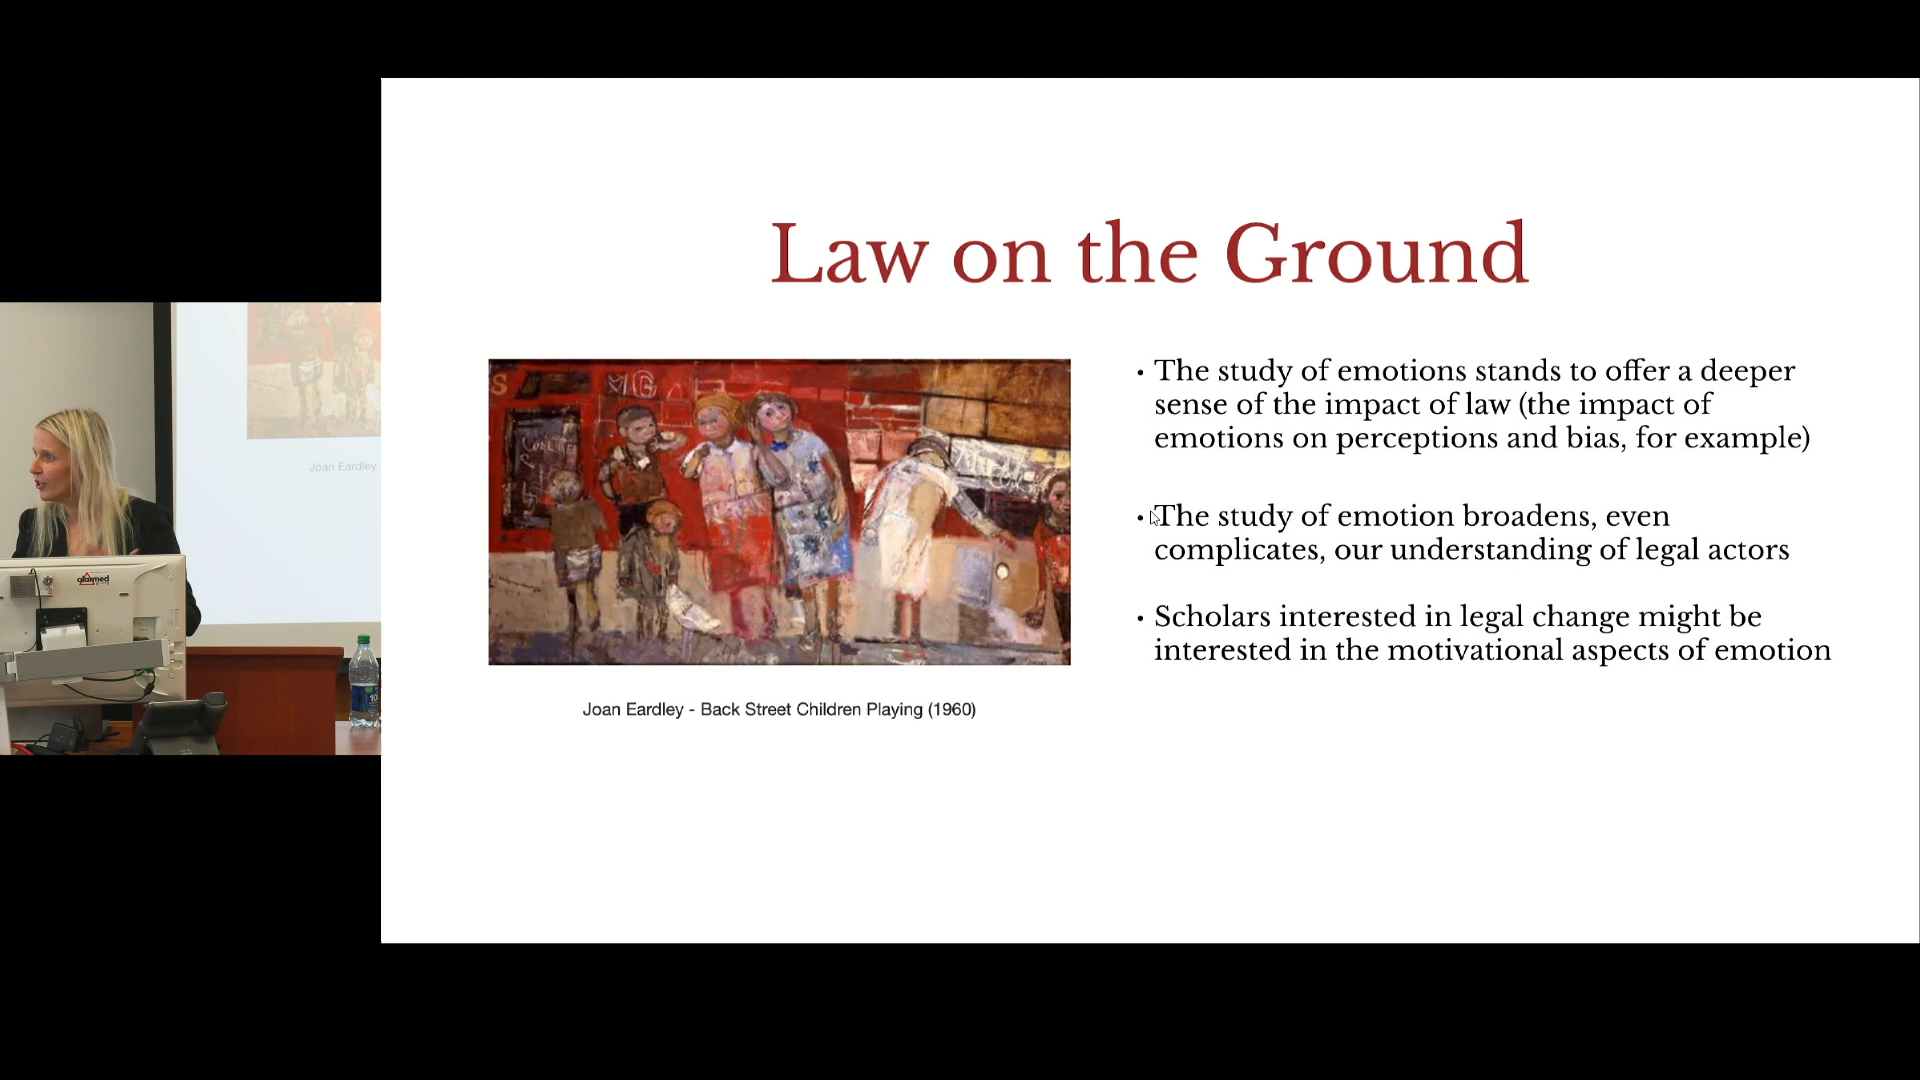 Law on the Ground
MG
S
• The study of emotions stands to offer a deeper
sense of the impact of law (the impact of
emotions on perceptions and bias, for example)
• The study of emotion broadens, even
complicates, our understanding of legal actors
• Scholars interested in legal change might be
interested in the motivational aspects of emotion
Joan Eardley - Back Street Children Playing (1960)
Joan Eardley